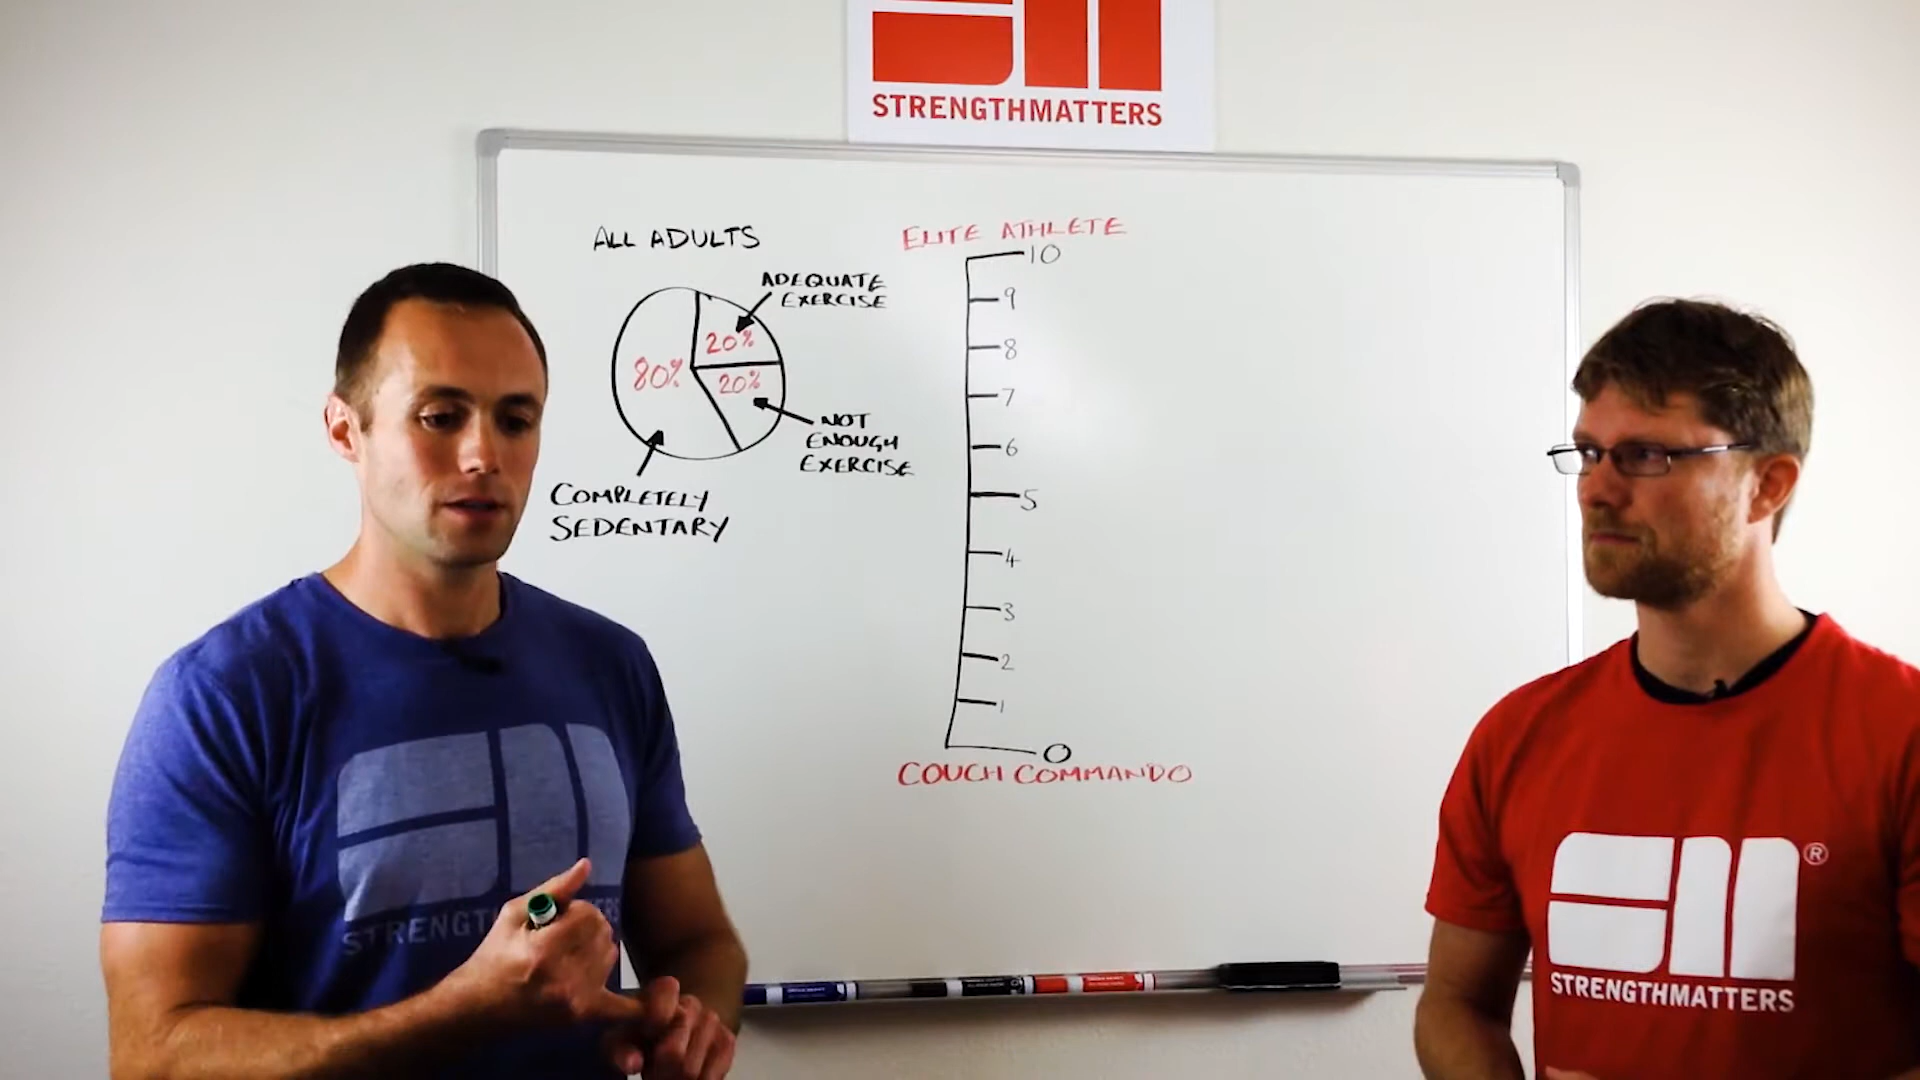 STRENGTHMATTERS
ALL ADULTS
ADEQUATE
EXERCISE
20%
80%
20%
NOT
ENOUGH
EXERCISE
COMPLETELY
SEDENTARY
ELITE ATHLETE
10
9
8
7
6
5
4
3
2
1
0
COUCH COMMANDO
®
STRENGTHMATTERS